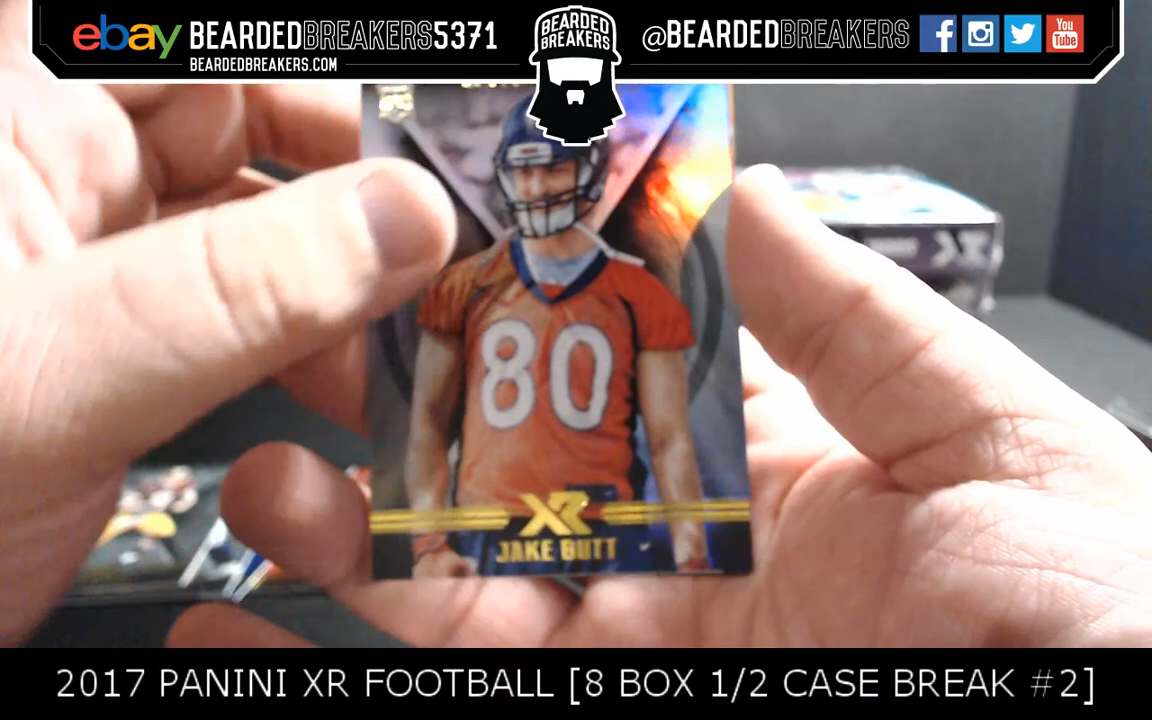 ebay BEARDEDBREAKERS5371
BEARDEDBREAKERS.COM
BEARDED
BREAKERS
@BEARDEDBREAKERS
You
Tube
80
XR
JAKE BUTT
XR
2017 PANINI XR FOOTBALL [8 BOX 1/2 CASE BREAK #2]